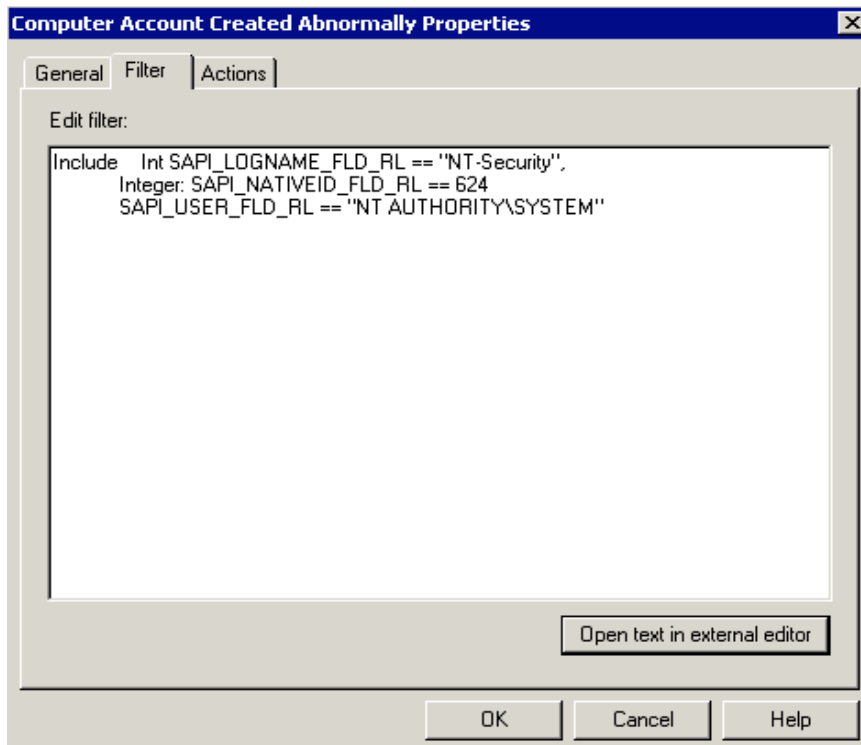 Computer Account Created Abnormally Properties
General Filter Actions
Edit filter:
Include Int SAPI_LOGNAME_FLD_RL == "NT-Security",
Integer: SAPI_NATIVEID_FLD_RL == 624
SAPI_USER_FLD_RL == "NT AUTHORITY\SYSTEM"
Open text in external editor
OK Cancel Help